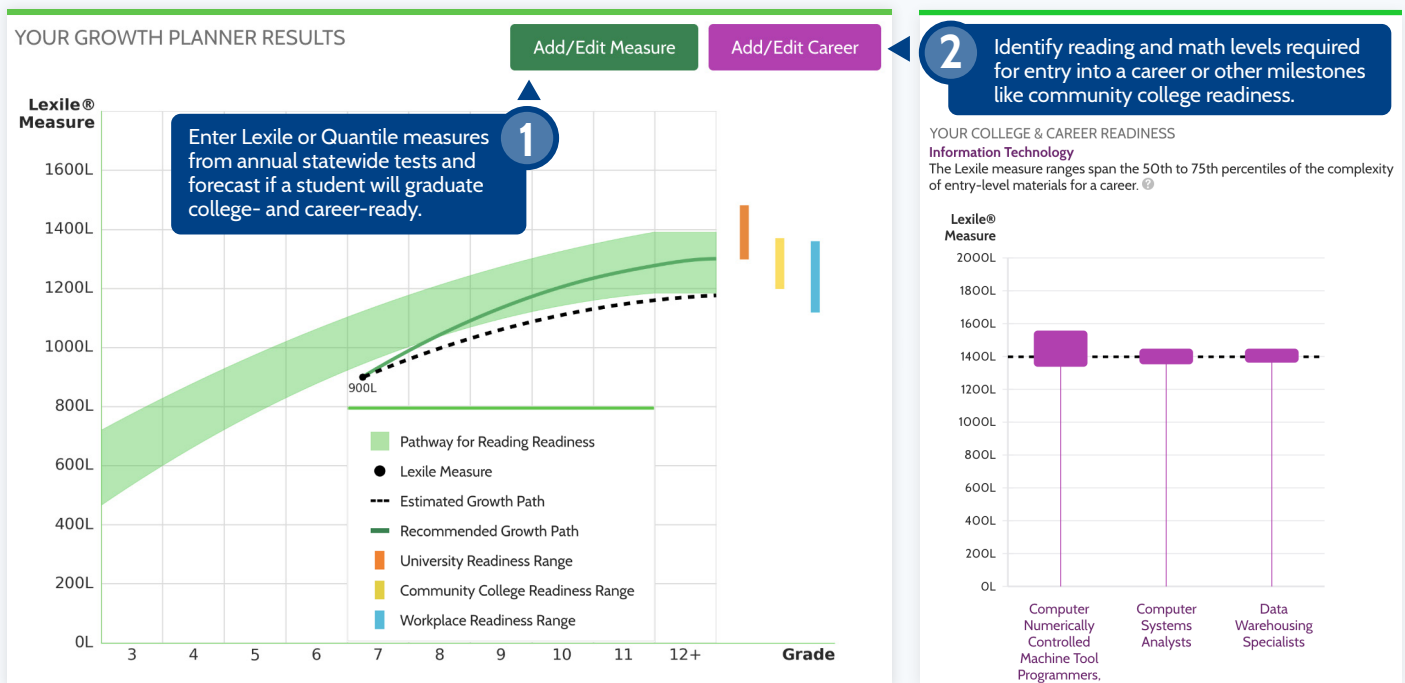 YOUR GROWTH PLANNER RESULTS
Add/Edit Measure
Add/Edit Career
1
Enter Lexile or Quantile measures
from annual statewide tests and
forecast if a student will graduate
college- and career-ready.
Lexile®
Measure
1600L
1400L
1200L
1000L
800L
600L
400L
200L
0L
900L
Pathway for Reading Readiness
Lexile Measure
Estimated Growth Path
Recommended Growth Path
University Readiness Range
Community College Readiness Range
Workplace Readiness Range
3
4
5
6
7
8
9
10
11
12+
Grade
2
Identify reading and math levels required
for entry into a career or other milestones
like community college readiness.
YOUR COLLEGE & CAREER READINESS
Information Technology
The Lexile measure ranges span the 50th to 75th percentiles of the complexity
of entry-level materials for a career. ?
Lexile®
Measure
2000L
1800L
1600L
1400L
1200L
1000L
800L
600L
400L
200L
0L
Computer
Numerically
Controlled
Machine Tool
Programmers,
Computer
Systems
Analysts
Data
Warehousing
Specialists